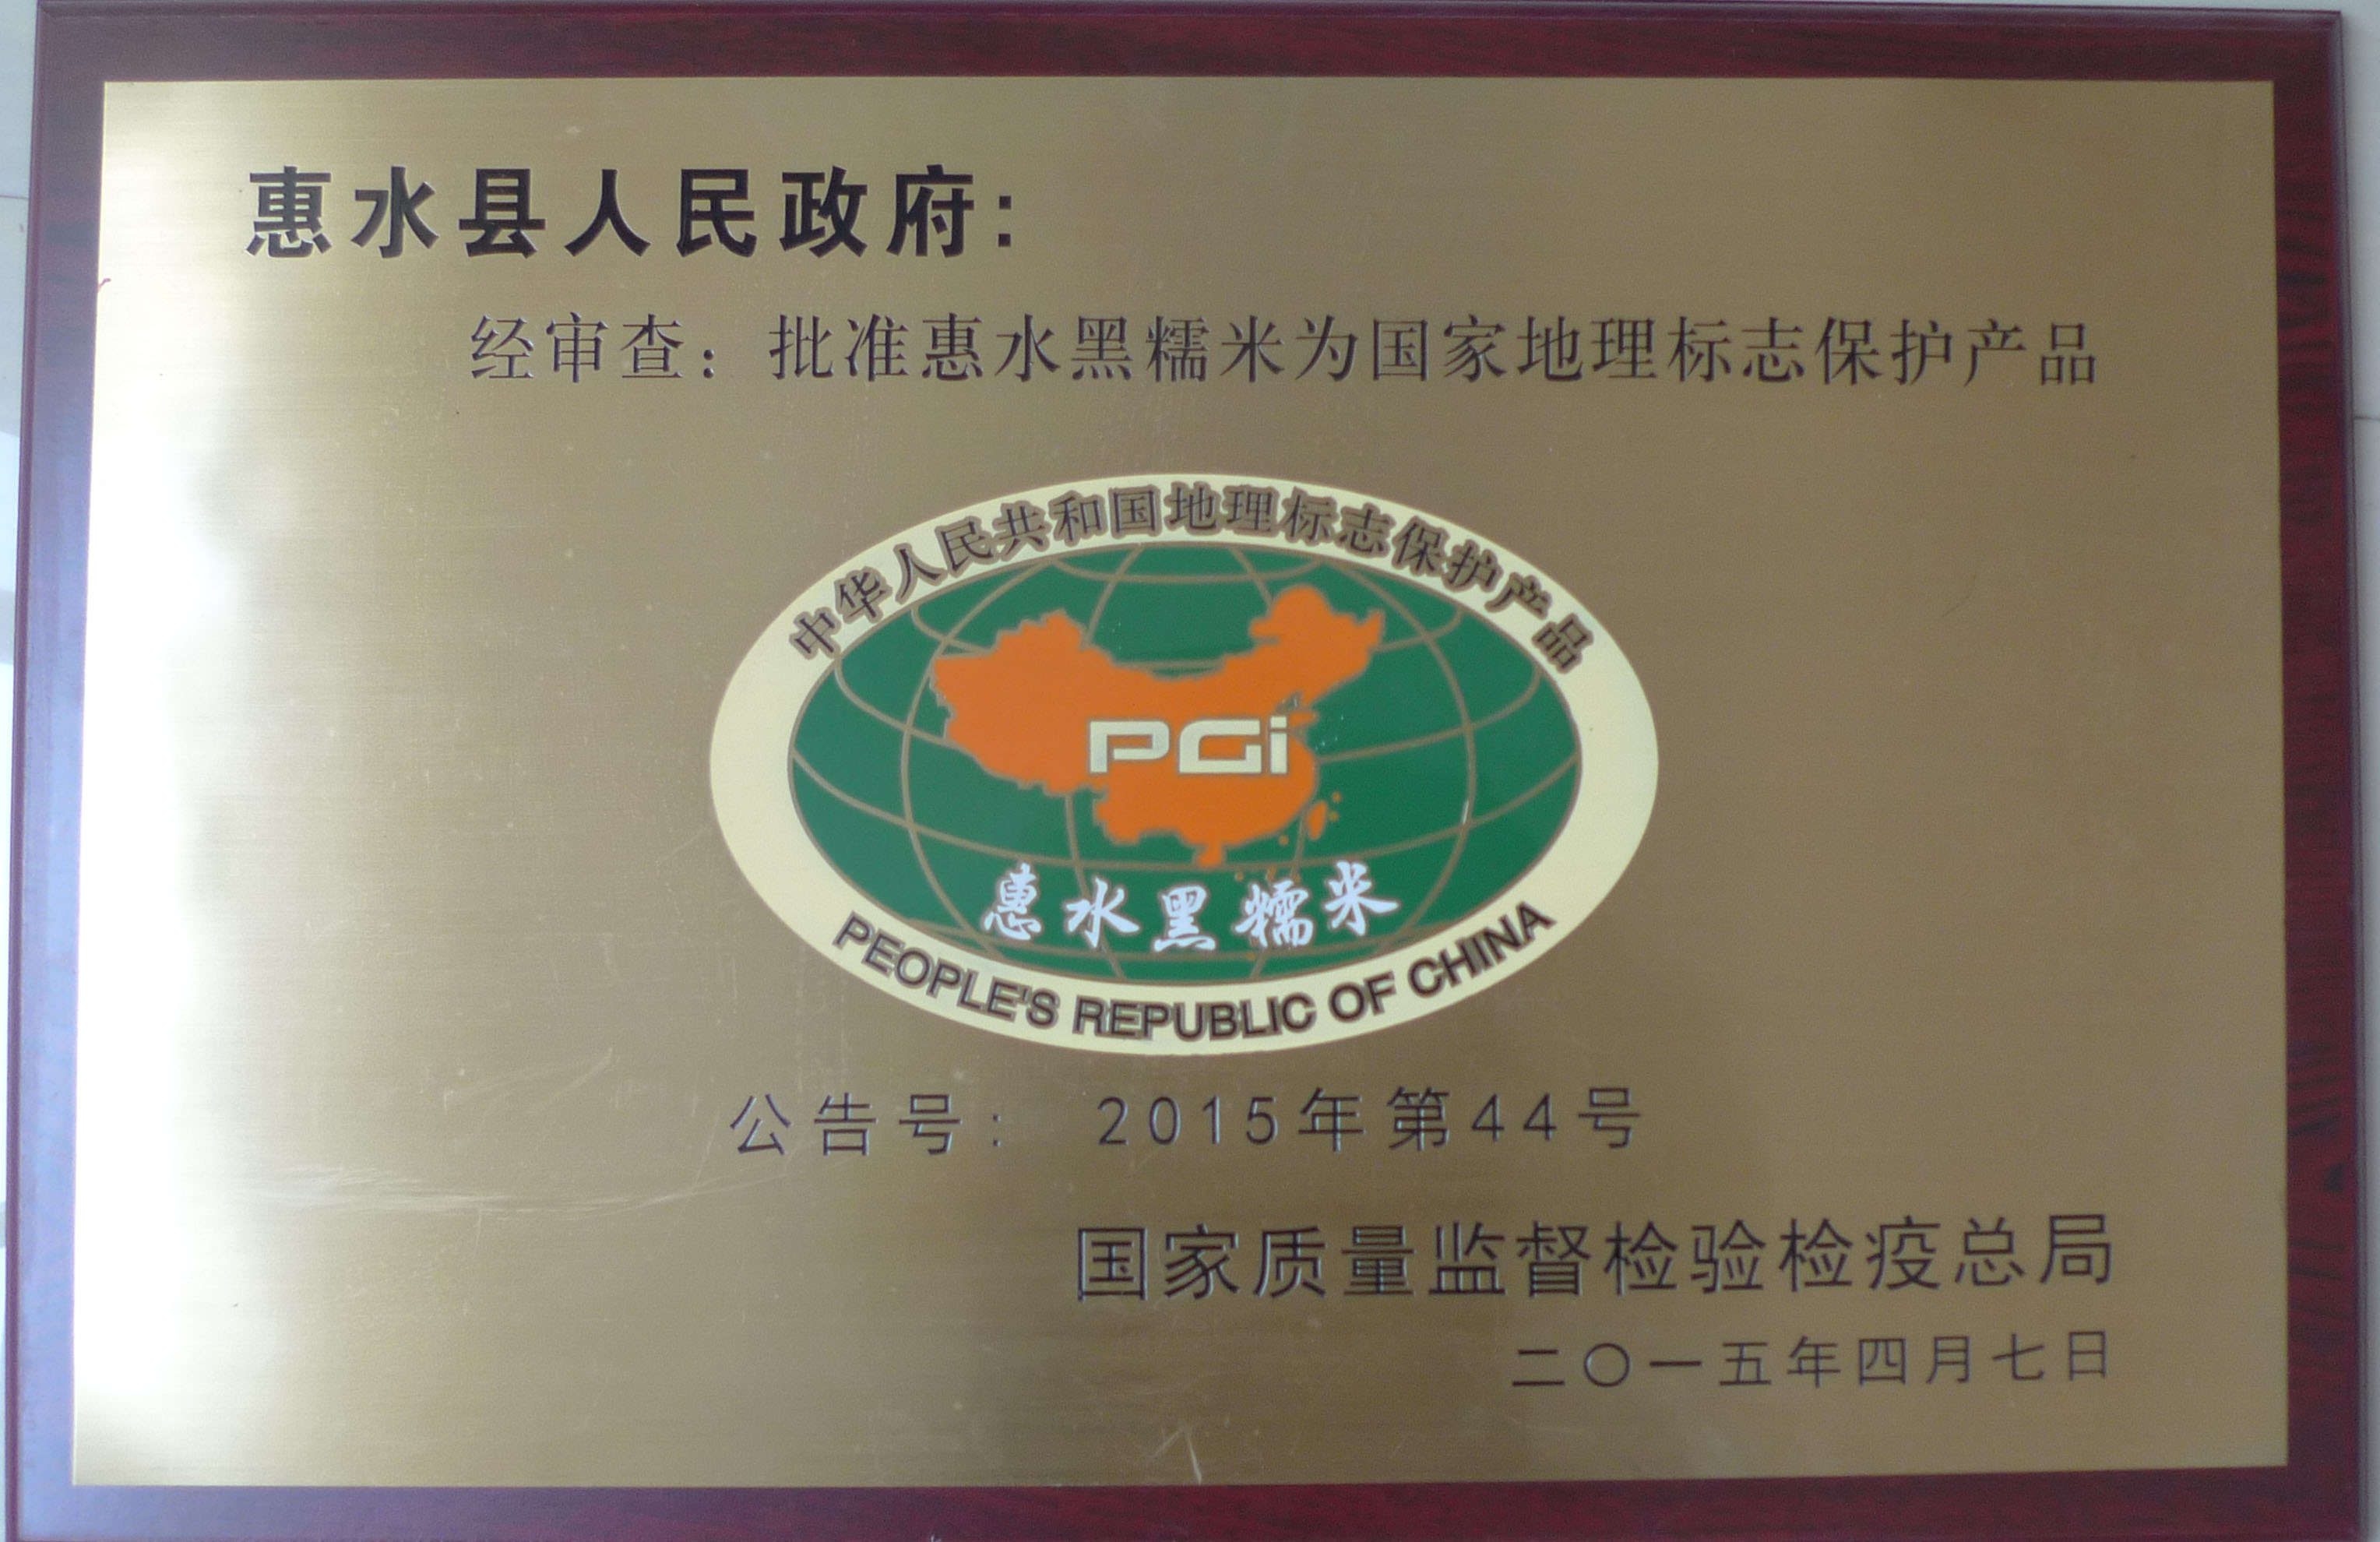 惠水县人民政府:
经审查：批准惠水黑糯米为国家地理标志保护产品
中华人民共和国地理标志保护产品
PGi
惠水黑糯米
PEOPLE'S REPUBLIC OF CHINA
公告号: 2015年第44号
国家质量监督检验检疫总局
二〇一五年四月七日